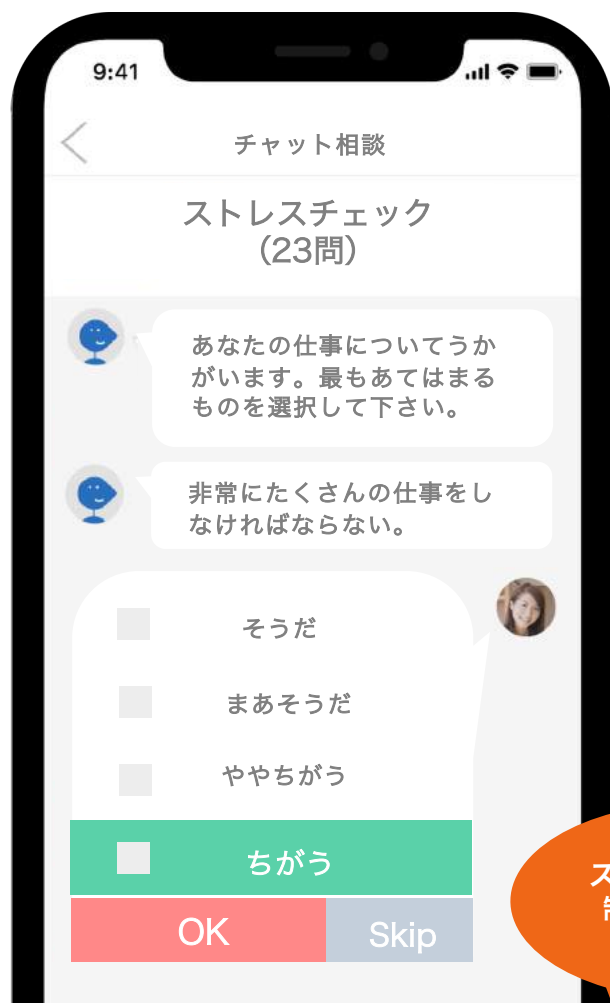 9:41
チャット相談
ストレスチェック
（23問）
あなたの仕事についてうか
がいます。最もあてはまる
ものを選択して下さい。
非常にたくさんの仕事をし
なければならない。
そうだ
まあそうだ
ややちがう
ちがう
OK
Skip